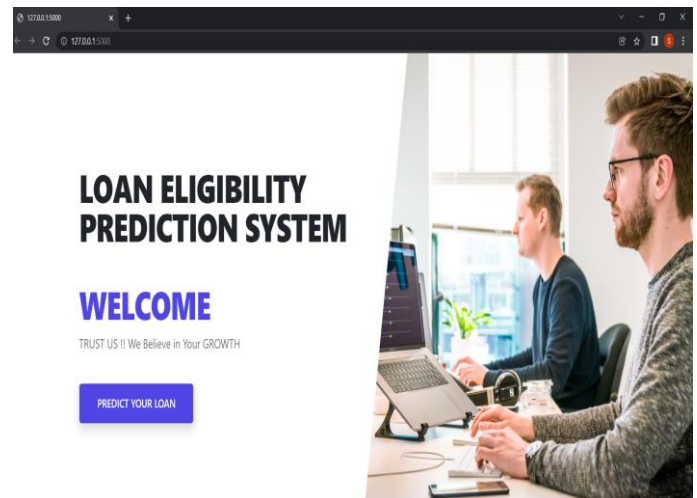 127.0.0.1:5000
127.0.0.1:5000
LOAN ELIGIBILITY
PREDICTION SYSTEM
WELCOME
TRUST US !! We Believe in Your GROWTH
PREDICT YOUR LOAN